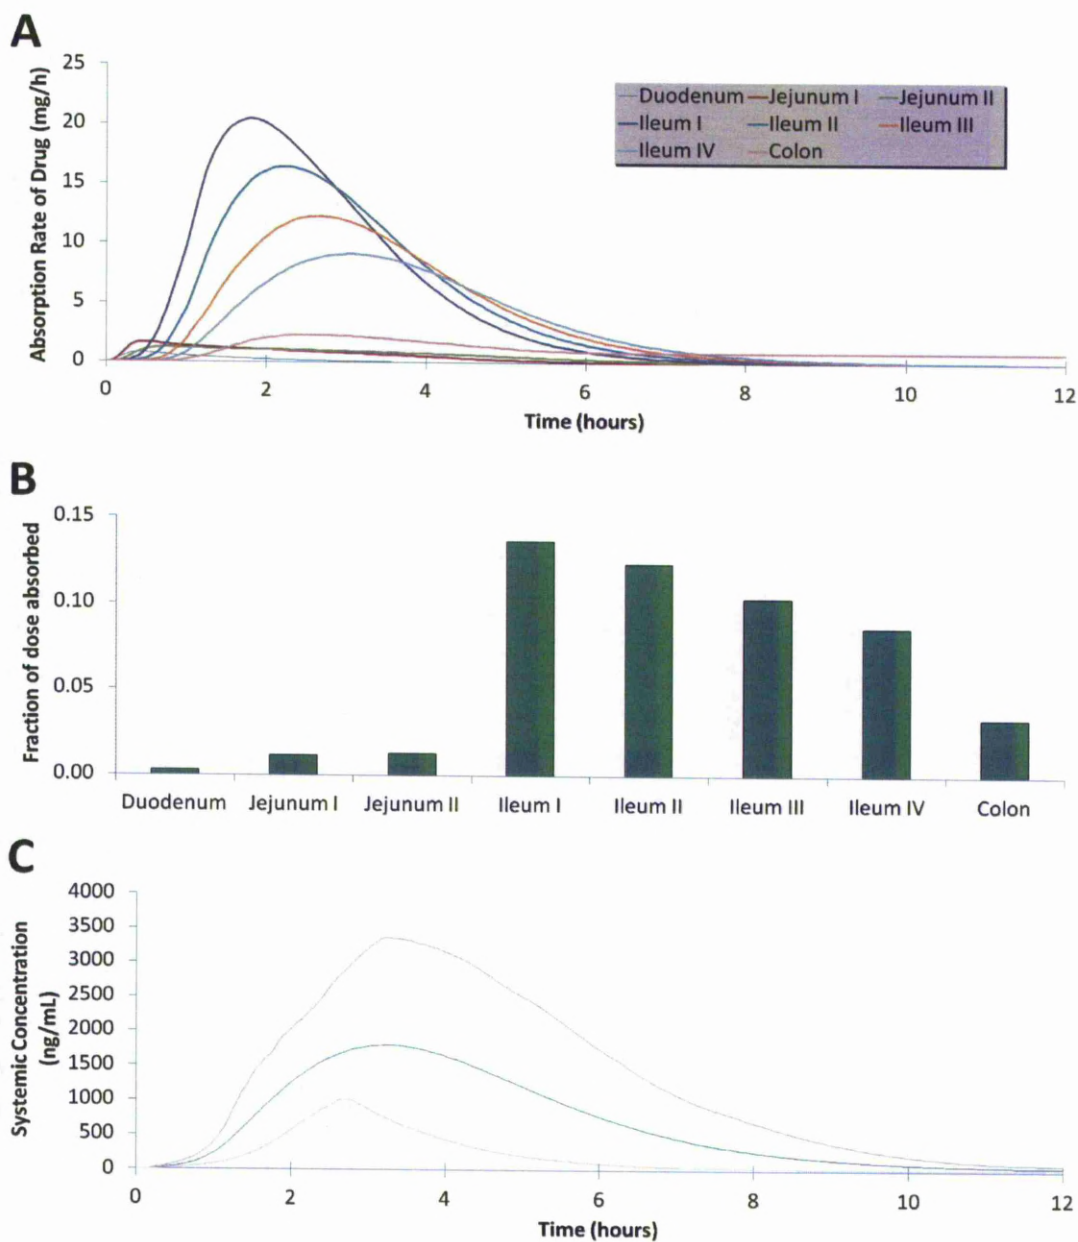 A
Absorption Rate of Drug (mg/h)
25
20
15
10
5
0
Duodenum Jejunum I Jejunum II
Ileum I Ileum II Ileum III
Ileum IV Colon
0 2 4 6 8 10 12
Time (hours)
B
Fraction of dose absorbed
0.15
0.10
0.05
0.00
Duodenum Jejunum I Jejunum II Ileum I Ileum II Ileum III Ileum IV Colon
C
Systemic Concentration
(ng/mL)
4000
3500
3000
2500
2000
1500
1000
500
0
0 2 4 6 8 10 12
Time (hours)